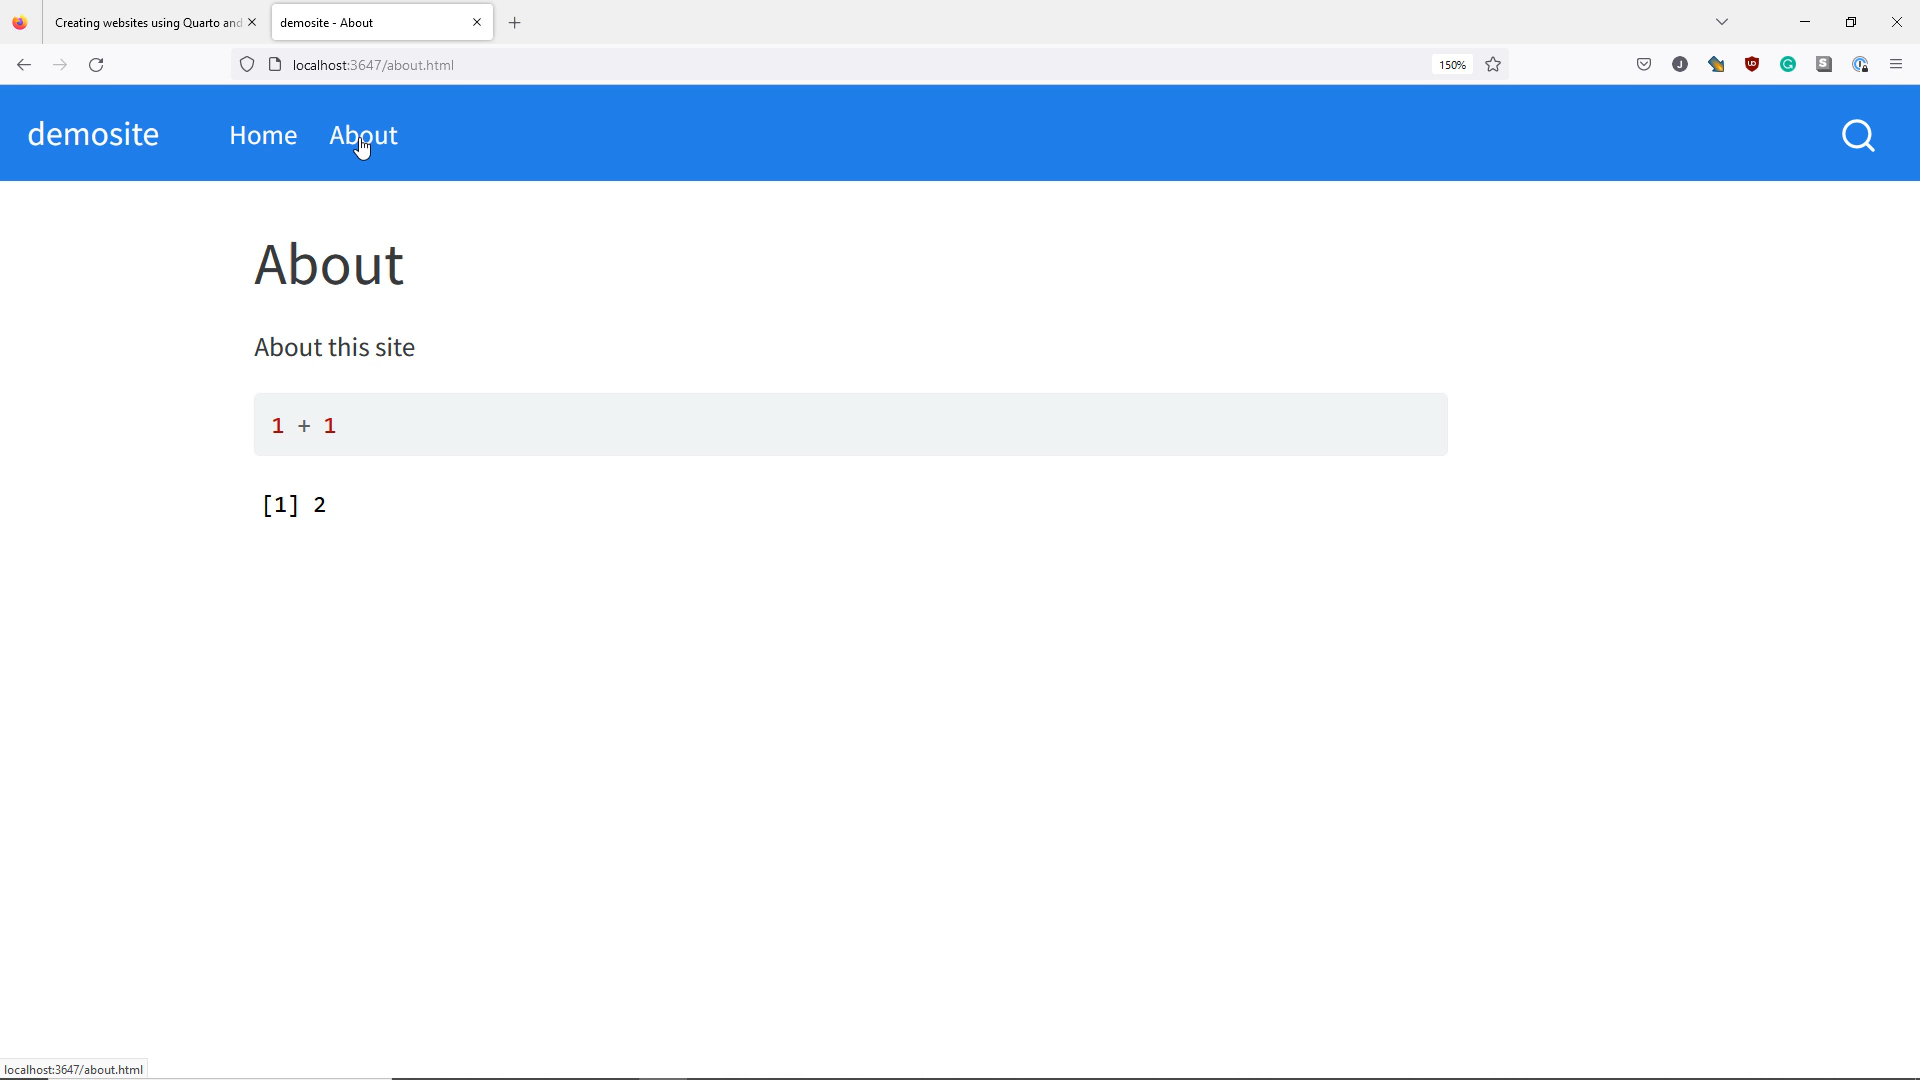 Creating websites using Quarto and
demosite - About
localhost:3647/about.html
150%
demosite Home About
About
About this site
1 + 1
[1] 2
localhost:3647/about.html